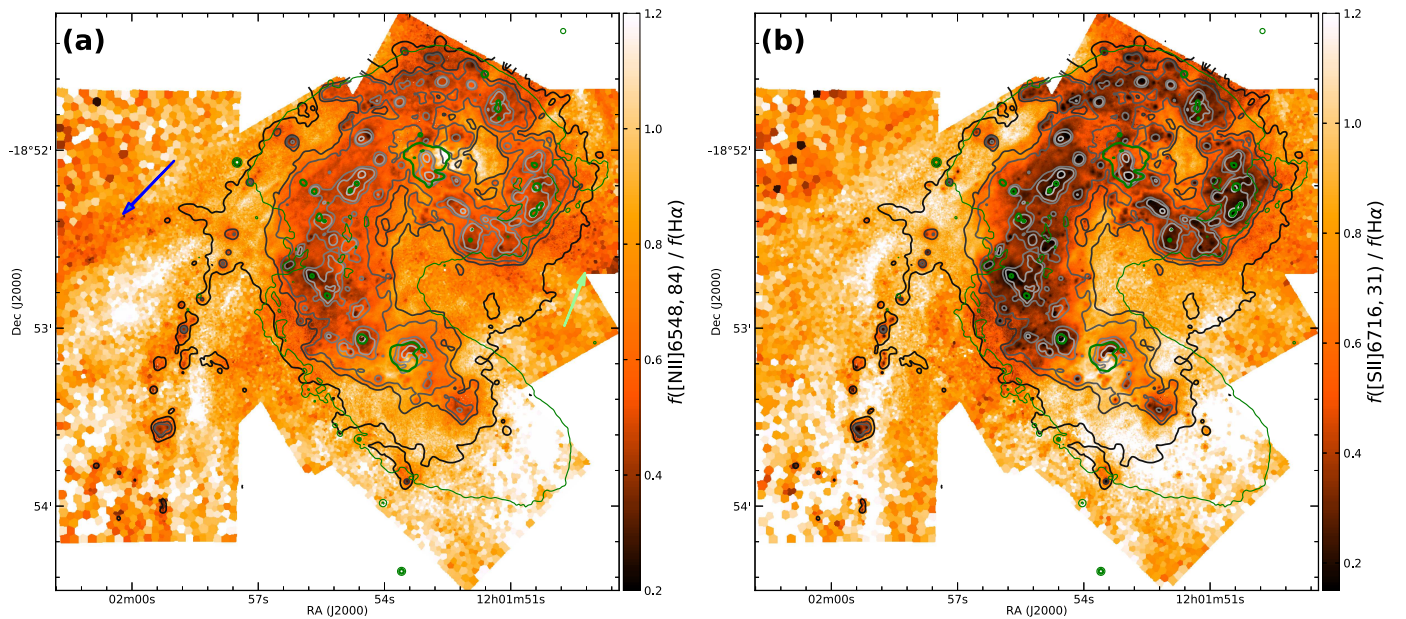 (a)
1.2
1.0
0.8
0.6
0.4
0.2
-18°52'
53'
54'
Dec (J2000)
02m00s
57s
54s
12h01m51s
RA (J2000)
f([NII]6548, 84) / f(Hα)
(b)
1.2
1.0
0.8
0.6
0.4
0.2
-18°52'
53'
54'
Dec (J2000)
02m00s
57s
54s
12h01m51s
RA (J2000)
f([SII]6716, 31) / f(Hα)